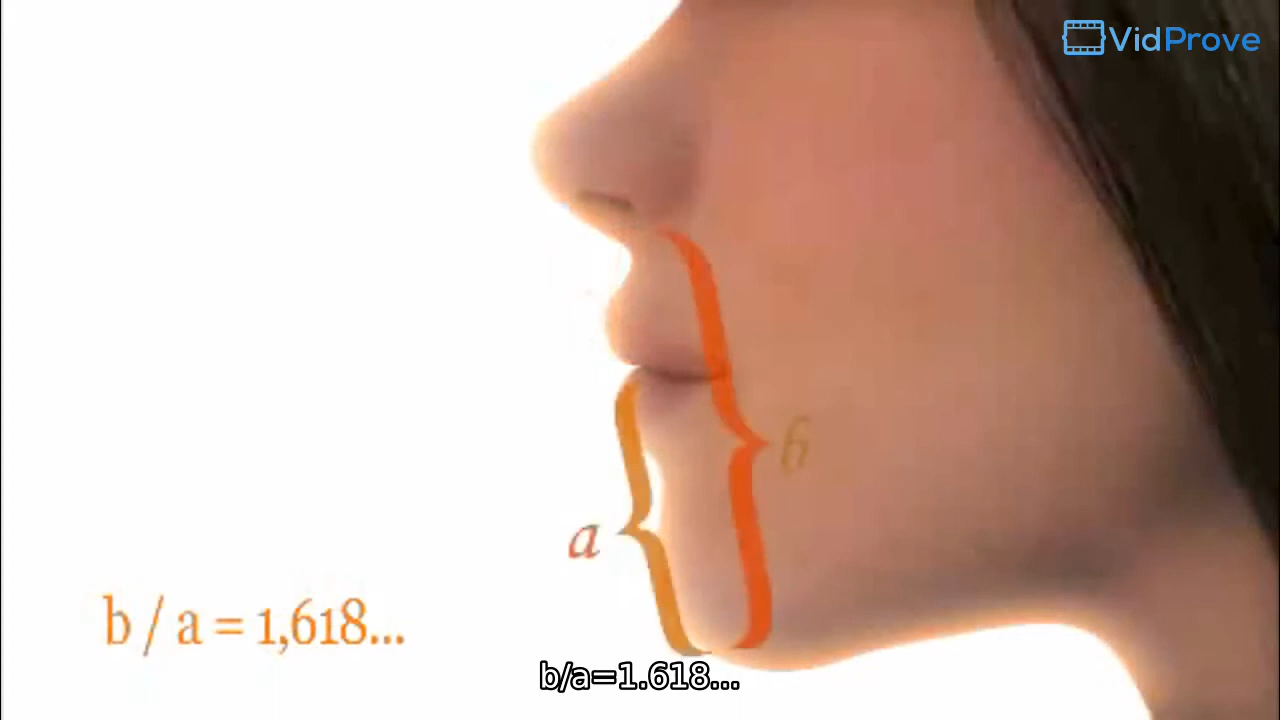 VidProve
b
a
b / a = 1,618...
b/a=1.618...